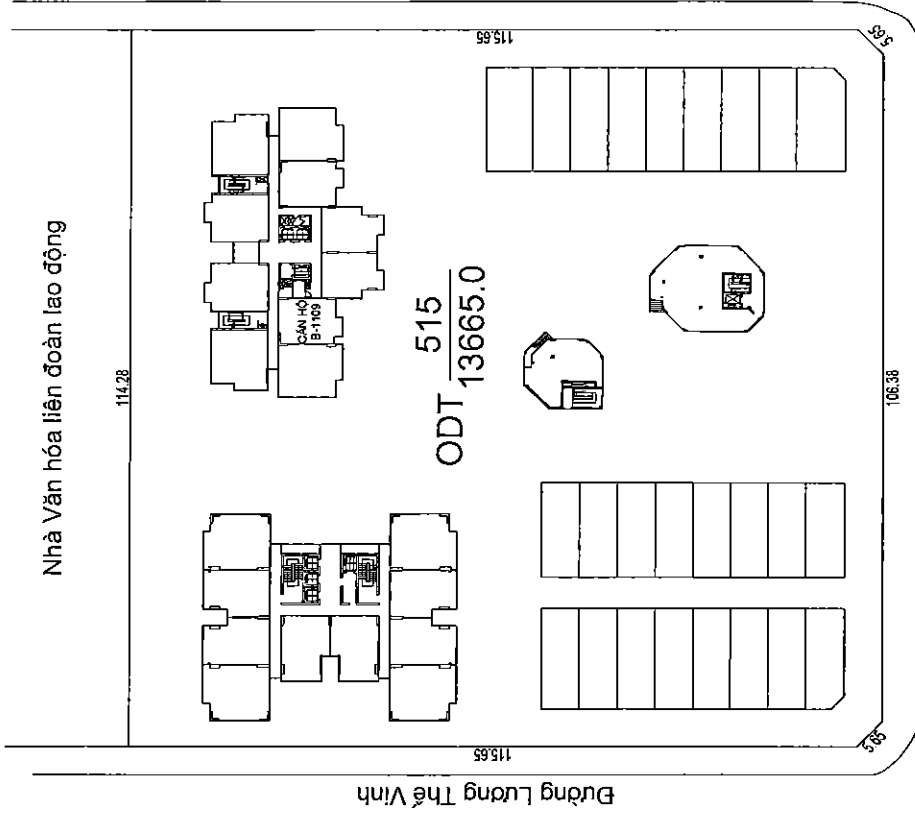 Nhà Văn hóa liên đoàn lao động
114.28
115.65
5.65
CĂN HỘ
B-1109
ODT
515
13665.0
106.38
5.65
115.65
Đường Lương Thế Vinh